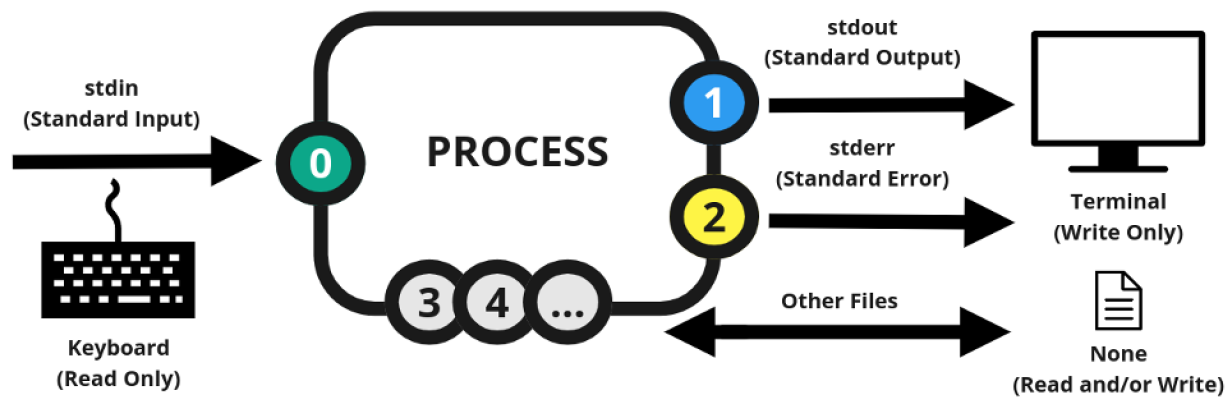 stdin
(Standard Input)
0
Keyboard
(Read Only)
PROCESS
1
2
3
4
...
stdout
(Standard Output)
stderr
(Standard Error)
Other Files
Terminal
(Write Only)
None
(Read and/or Write)